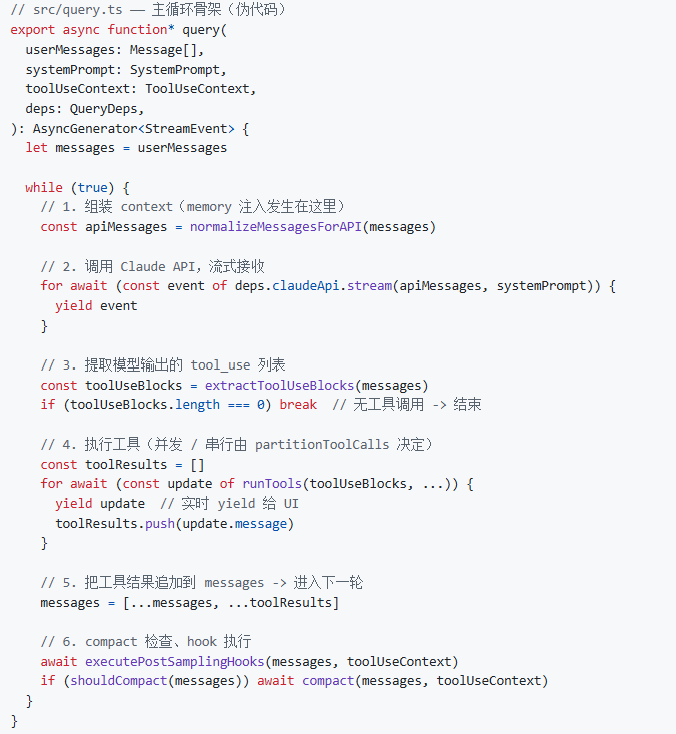 // src/query.ts — 主循环骨架（伪代码）
export async function* query(
  userMessages: Message[],
  systemPrompt: SystemPrompt,
  toolUseContext: ToolUseContext,
  deps: QueryDeps,
): AsyncGenerator<StreamEvent> {
  let messages = userMessages

  while (true) {
    // 1. 组装 context（memory 注入发生在这里）
    const apiMessages = normalizeMessagesForAPI(messages)

    // 2. 调用 Claude API，流式接收
    for await (const event of deps.claudeApi.stream(apiMessages, systemPrompt)) {
      yield event
    }

    // 3. 提取模型输出的 tool_use 列表
    const toolUseBlocks = extractToolUseBlocks(messages)
    if (toolUseBlocks.length === 0) break  // 无工具调用 -> 结束

    // 4. 执行工具（并发 / 串行由 partitionToolCalls 决定）
    const toolResults = []
    for await (const update of runTools(toolUseBlocks, ...)) {
      yield update  // 实时 yield 给 UI
      toolResults.push(update.message)
    }

    // 5. 把工具结果追加到 messages -> 进入下一轮
    messages = [...messages, ...toolResults]

    // 6. compact 检查、hook 执行
    await executePostSamplingHooks(messages, toolUseContext)
    if (shouldCompact(messages)) await compact(messages, toolUseContext)
  }
}